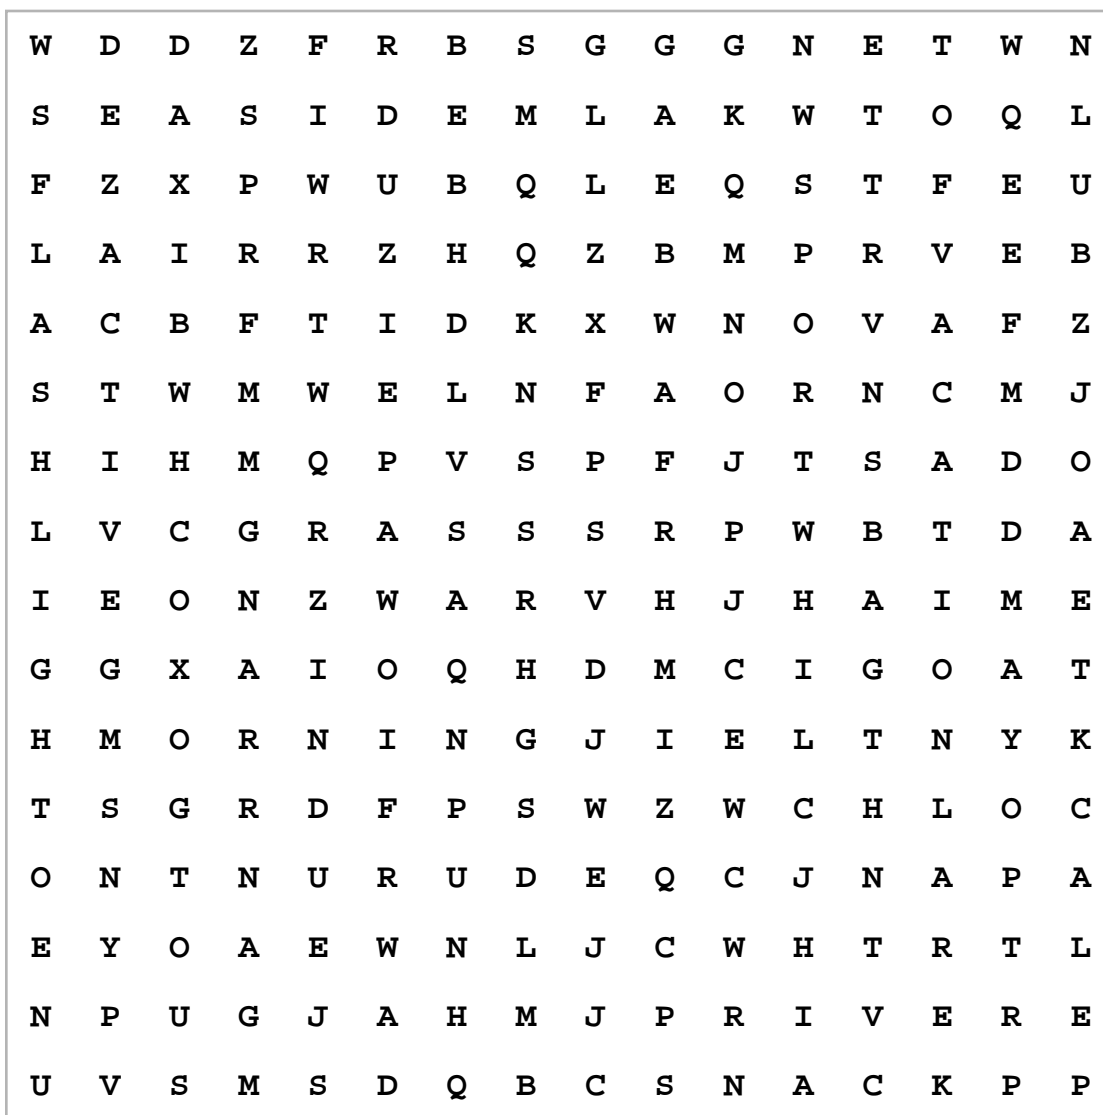 W D D Z F R B S G G G N E T W N
S E A S I D E M L A K W T O Q L
F Z X P W U B Q L E Q S T F E U
L A I R R Z H Q Z B M P R V E B
A C B F T I D K X W N O V A F Z
S T W M W E L N F A O R N C M J
H I H M Q P V S P F J T S A D O
L V C G R A S S S R P W B T D A
I E O N Z W A R V H J H A I M E
G G X A I O Q H D M C I G O A T
H M O R N I N G J I E L T N Y K
T S G R D F P S W Z W C H L O C
O N T N U R U D E Q C J N A P A
E Y O A E W N L J C W H T R T L
N P U G J A H M J P R I V E R E
U V S M S D Q B C S N A C K P P